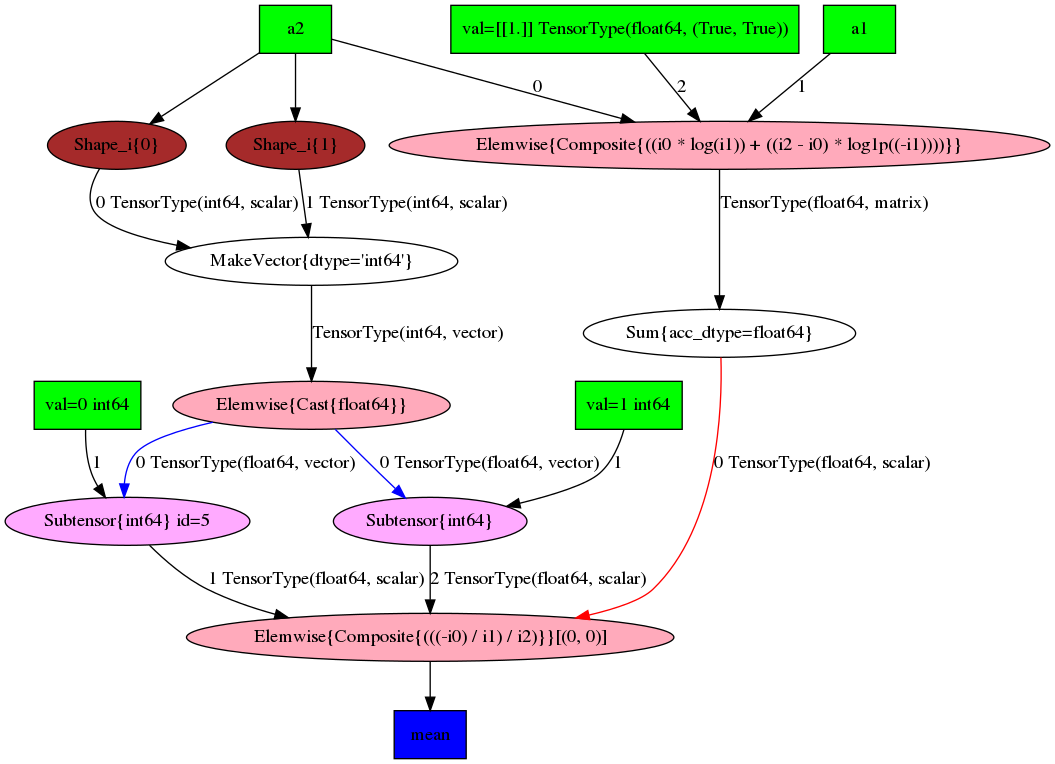 a2
val=[[1.]] TensorType(float64, (True, True))
a1
0
2
1
Shape_i{0}
Shape_i{1}
Elemwise{Composite{((i0 * log(i1)) + ((i2 - i0) * log1p((-i1))))}}
0 TensorType(int64, scalar)
1 TensorType(int64, scalar)
TensorType(float64, matrix)
MakeVector{dtype='int64'}
TensorType(int64, vector)
Sum{acc_dtype=float64}
val=0 int64
Elemwise{Cast{float64}}
val=1 int64
1
0 TensorType(float64, vector)
0 TensorType(float64, vector)
1
0 TensorType(float64, scalar)
Subtensor{int64} id=5
Subtensor{int64}
1 TensorType(float64, scalar)
2 TensorType(float64, scalar)
Elemwise{Composite{(((-i0) / i1) / i2)}}[(0, 0)]
mean